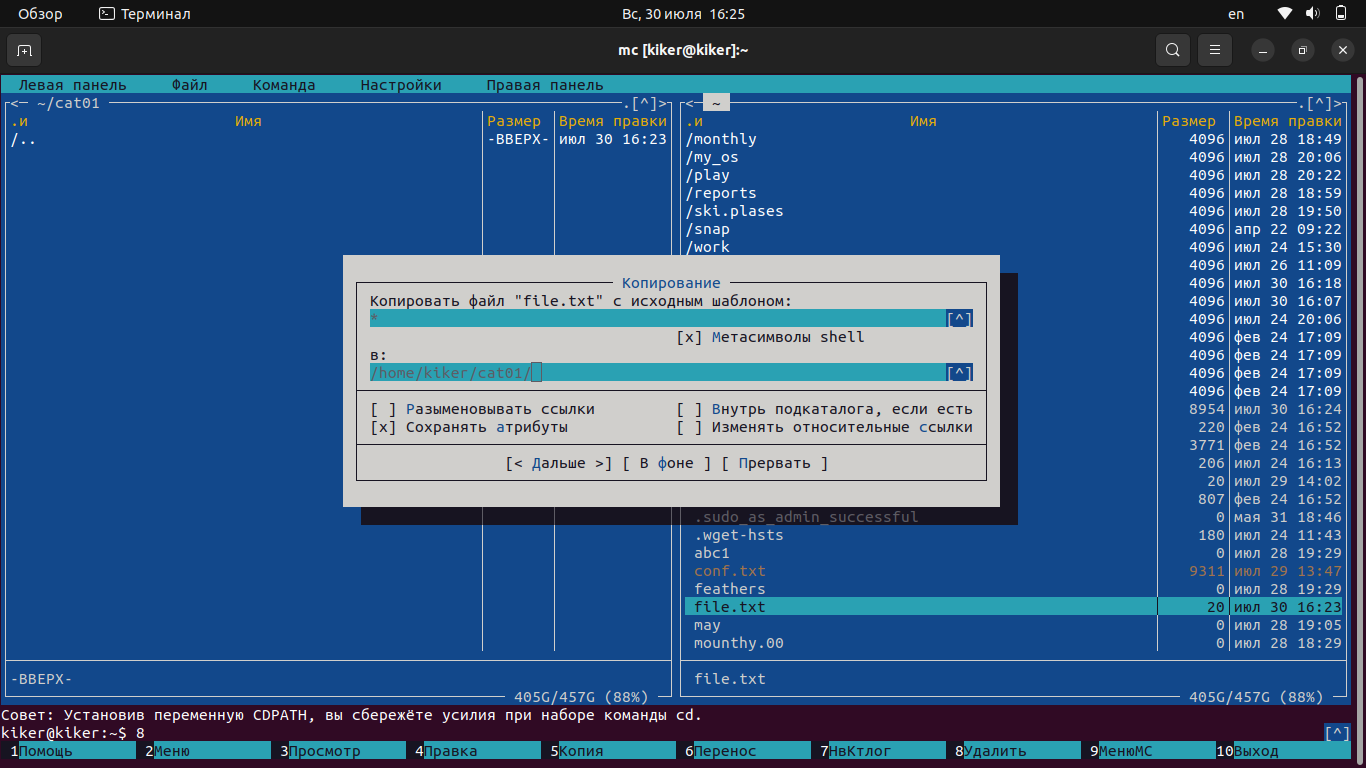 Обзор Терминал Вс, 30 июля 16:25 en
mc [kiker@kiker]:~
Левая панель Файл Команда Настройки Правая панель
<─ ~/cat01 .[^]> <─ ~ .[^]>
.и Имя Размер Время правки .и Имя Размер Время правки
/.. -ВВЕРХ- июл 30 16:23 /monthly 4096 июл 28 18:49
/my_os 4096 июл 28 20:06
/play 4096 июл 28 20:22
/reports 4096 июл 28 18:59
/ski.plases 4096 июл 28 19:50
/snap 4096 апр 22 09:22
/work 4096 июл 24 15:30
4096 июл 26 11:09
Копирование 4096 июл 30 16:18
Копировать файл "file.txt" с исходным шаблоном: 4096 июл 30 16:07
* [^] 4096 июл 24 20:06
[x] Метасимволы shell 4096 фев 24 17:09
в: 4096 фев 24 17:09
/home/kiker/cat01/ [^] 4096 фев 24 17:09
4096 фев 24 17:09
[ ] Разыменовывать ссылки [ ] Внутрь подкаталога, если есть 8954 июл 30 16:24
[x] Сохранять атрибуты [ ] Изменять относительные ссылки 220 фев 24 16:52
3771 фев 24 16:52
[< Дальше >] [ В фоне ] [ Прервать ] 206 июл 24 16:13
20 июл 29 14:02
807 фев 24 16:52
.sudo_as_admin_successful 0 мая 31 18:46
.wget-hsts 180 июл 24 11:43
abc1 0 июл 28 19:29
conf.txt 9311 июл 29 13:47
feathers 0 июл 28 19:29
file.txt 20 июл 30 16:23
may 0 июл 28 19:05
mounthy.00 0 июл 28 18:29
-ВВЕРХ- file.txt
405G/457G (88%) 405G/457G (88%)
Совет: Установив переменную CDPATH, вы сбережёте усилия при наборе команды cd.
kiker@kiker:~$ 8 [^]
1Помощь 2Меню 3Просмотр 4Правка 5Копия 6Перенос 7НвКтлог 8Удалить 9МенюМС 10Выход